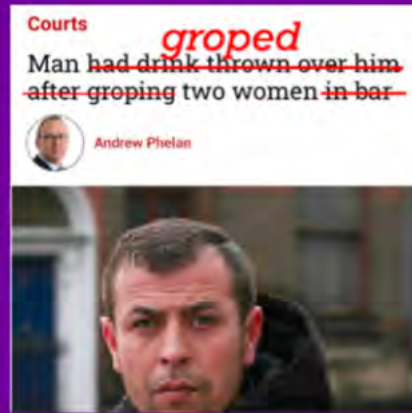 Courts
groped
Man had drink thrown over him
after groping two women in bar
Andrew Phelan